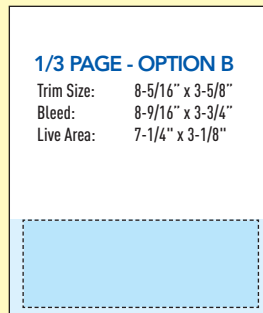 1/3 PAGE - OPTION B
Trim Size: 8-5/16” x 3-5/8”
Bleed: 8-9/16” x 3-3/4”
Live Area: 7-1/4" x 3-1/8"